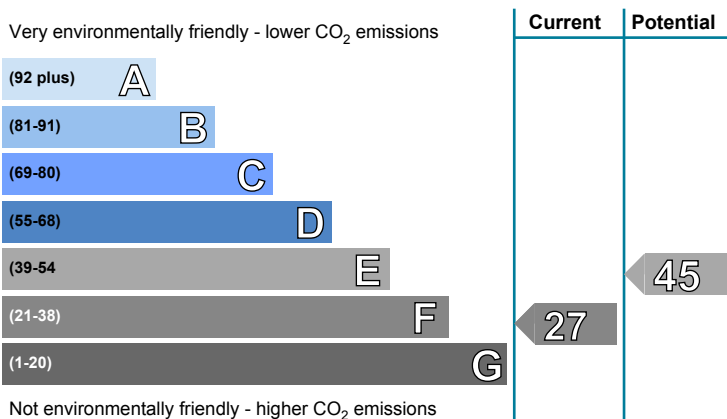 Current Potential
Very environmentally friendly - lower CO2 emissions
(92 plus) A
(81-91) B
(69-80) C
(55-68) D
(39-54 E 45
(21-38) F 27
(1-20) G
Not environmentally friendly - higher CO2 emissions